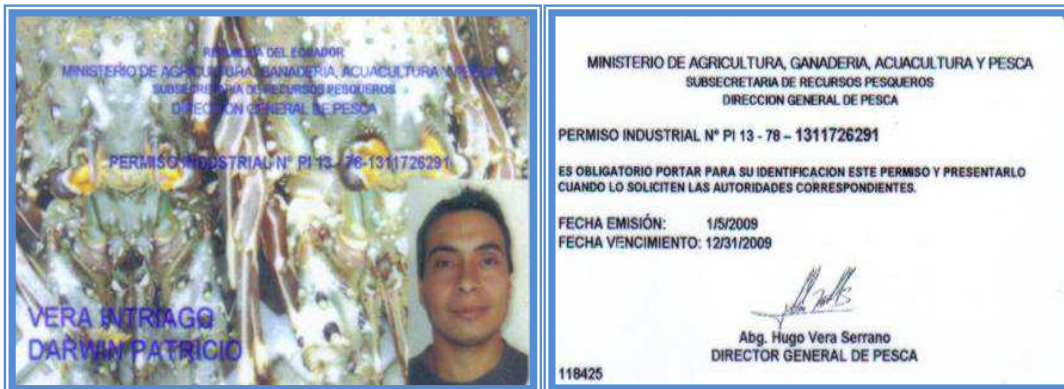 REPUBLICA DEL ECUADOR
MINISTERIO DE AGRICULTURA, GANADERIA, ACUACULTURA Y PESCA
SUBSECRETARIA DE RECURSOS PESQUEROS
DIRECCION GENERAL DE PESCA
PERMISO INDUSTRIAL Nº PI 13 - 78-1311726291
VERA INTRIAGO
DARWIN PATRICIO
MINISTERIO DE AGRICULTURA, GANADERIA, ACUACULTURA Y PESCA
SUBSECRETARIA DE RECURSOS PESQUEROS
DIRECCION GENERAL DE PESCA
PERMISO INDUSTRIAL Nº PI 13 - 78 – 1311726291
ES OBLIGATORIO PORTAR PARA SU IDENTIFICACION ESTE PERMISO Y PRESENTARLO
CUANDO LO SOLICITEN LAS AUTORIDADES CORRESPONDIENTES.
FECHA EMISIÓN: 1/5/2009
FECHA VENCIMIENTO: 12/31/2009
Abg. Hugo Vera Serrano
DIRECTOR GENERAL DE PESCA
118425